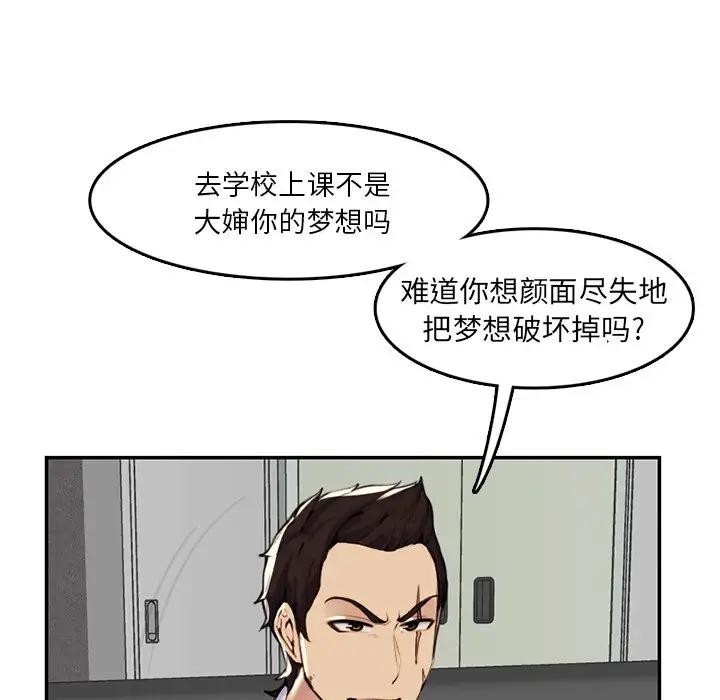 去学校上课不是
大婶你的梦想吗
难道你想颜面尽失地
把梦想破坏掉吗?